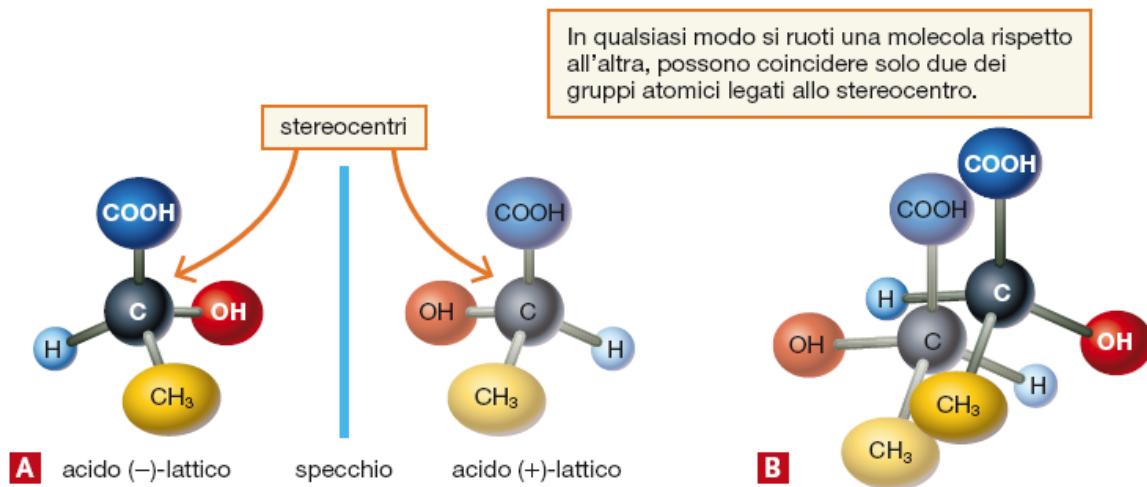 In qualsiasi modo si ruoti una molecola rispetto
all'altra, possono coincidere solo due dei
gruppi atomici legati allo stereocentro.
stereocentri
COOH
C
OH
H
CH₃
COOH
OH
C
H
CH₃
COOH
COOH
H
C
OH
C
OH
H
CH₃
CH₃
A
acido (–)-lattico
specchio
acido (+)-lattico
B